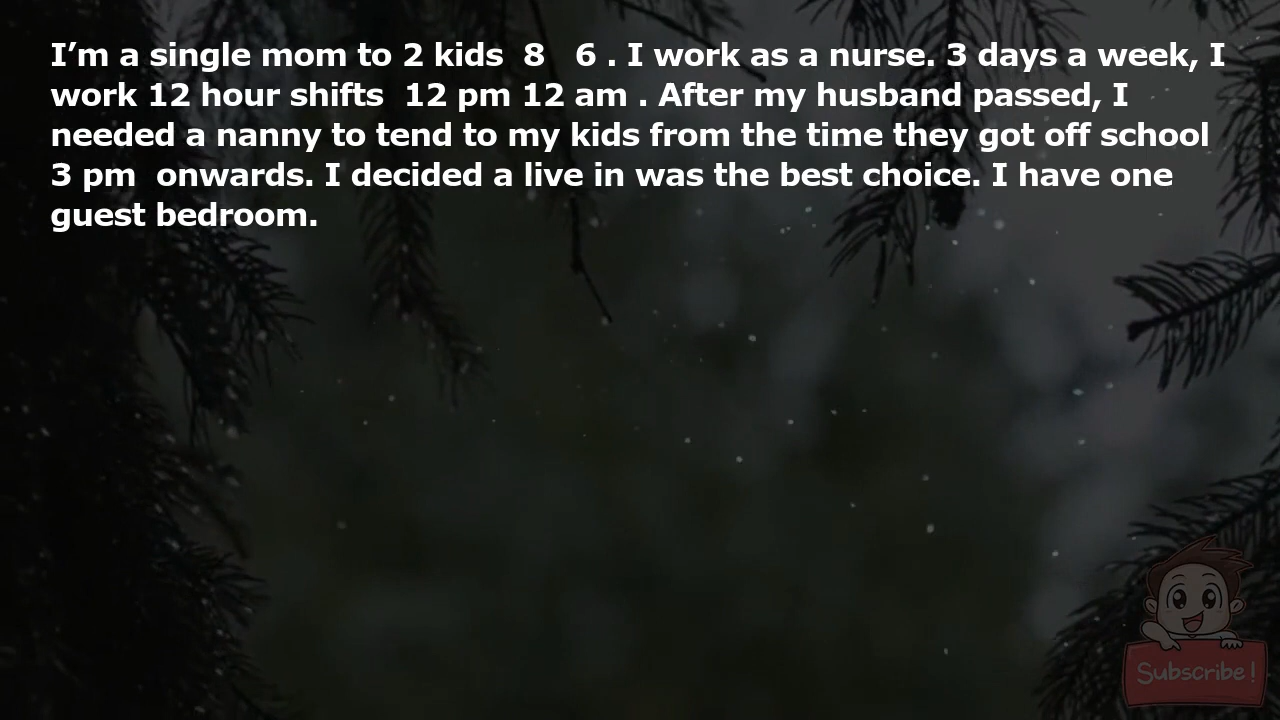 I’m a single mom to 2 kids  8   6 . I work as a nurse. 3 days a week, I
work 12 hour shifts  12 pm 12 am . After my husband passed, I
needed a nanny to tend to my kids from the time they got off school
3 pm  onwards. I decided a live in was the best choice. I have one
guest bedroom.
Subscribe!